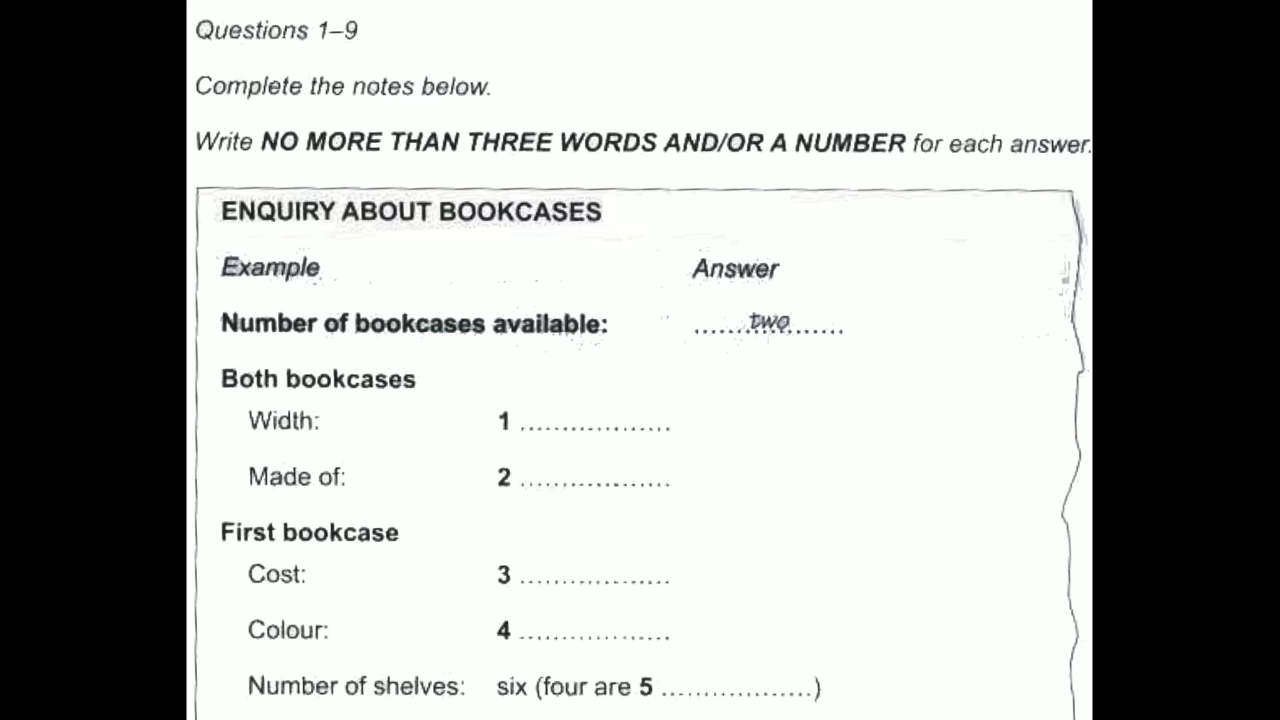 Questions 1–9
Complete the notes below.
Write NO MORE THAN THREE WORDS AND/OR A NUMBER for each answer.
ENQUIRY ABOUT BOOKCASES
Example Answer
Number of bookcases available: ......two.......
Both bookcases
Width: 1 ..................
Made of: 2 ..................
First bookcase
Cost: 3 ..................
Colour: 4 ..................
Number of shelves: six (four are 5 ..................)